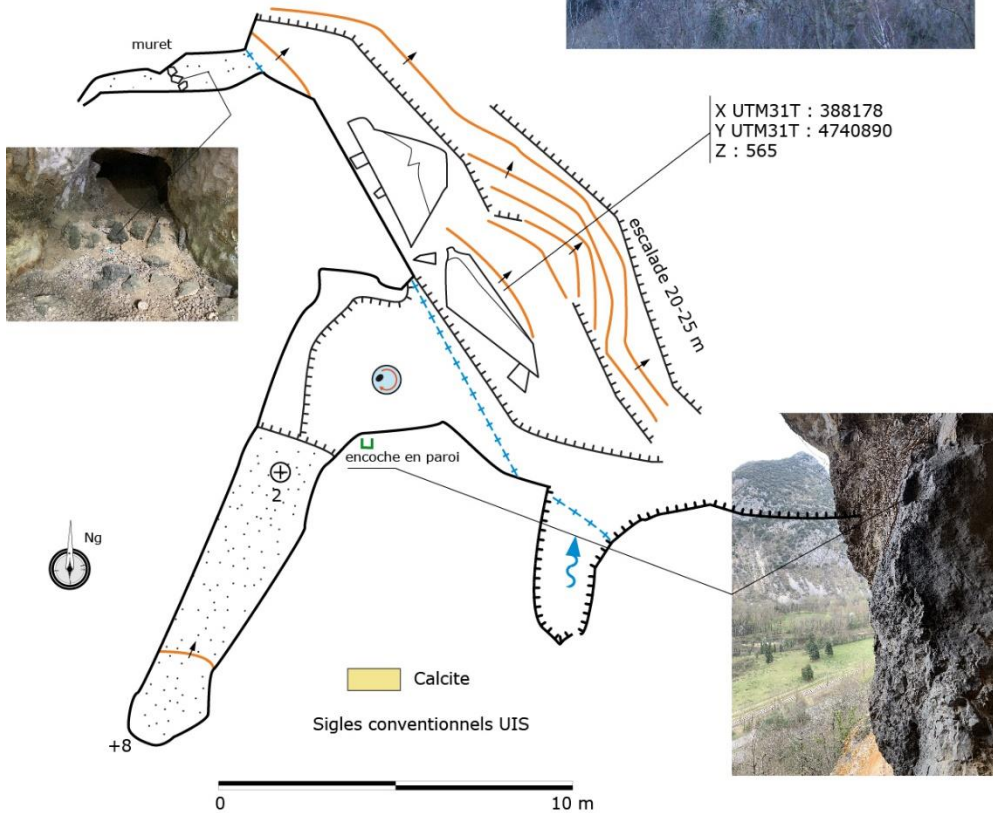 muret
X UTM31T : 388178
Y UTM31T : 4740890
Z : 565
escalade 20-25 m
encoche en paroi
2
Ng
Calcite
+8
Sigles conventionnels UIS
0 10 m